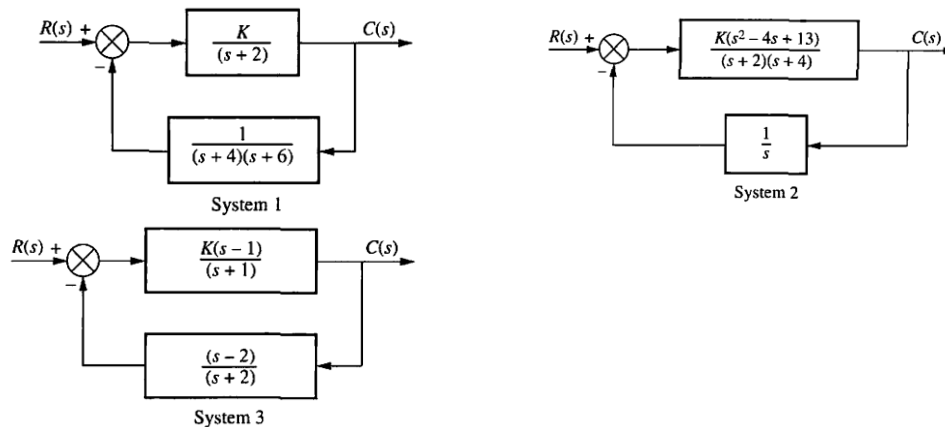 R(s) + K C(s)
(s + 2)
−
1
(s + 4)(s + 6)
System 1
R(s) + K(s² − 4s + 13) C(s)
(s + 2)(s + 4)
−
1
s
System 2
R(s) + K(s − 1) C(s)
(s + 1)
−
(s − 2)
(s + 2)
System 3